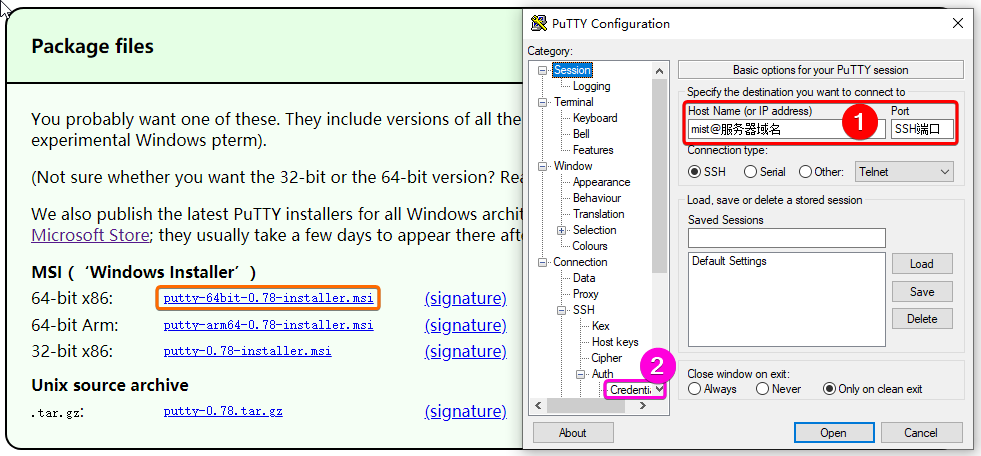 Package files
You probably want one of these. They include versions of all the
experimental Windows pterm).
(Not sure whether you want the 32-bit or the 64-bit version? Rea
We also publish the latest PuTTY installers for all Windows archit
Microsoft Store; they usually take a few days to appear there afte
MSI (‘Windows Installer’)
64-bit x86: putty-64bit-0.78-installer.msi (signature)
64-bit Arm: putty-arm64-0.78-installer.msi (signature)
32-bit x86: putty-0.78-installer.msi (signature)
Unix source archive
.tar.gz: putty-0.78.tar.gz (signature)
PuTTY Configuration
Category:
Session
Logging
Terminal
Keyboard
Bell
Features
Window
Appearance
Behaviour
Translation
Selection
Colours
Connection
Data
Proxy
SSH
Kex
Host keys
Cipher
Auth
Credentia
2
Basic options for your PuTTY session
Specify the destination you want to connect to
Host Name (or IP address) Port
mist@服务器域名 1 SSH端口
Connection type:
SSH Serial Other: Telnet
Load, save or delete a stored session
Saved Sessions
Default Settings
Load
Save
Delete
Close window on exit:
Always Never Only on clean exit
About Open Cancel